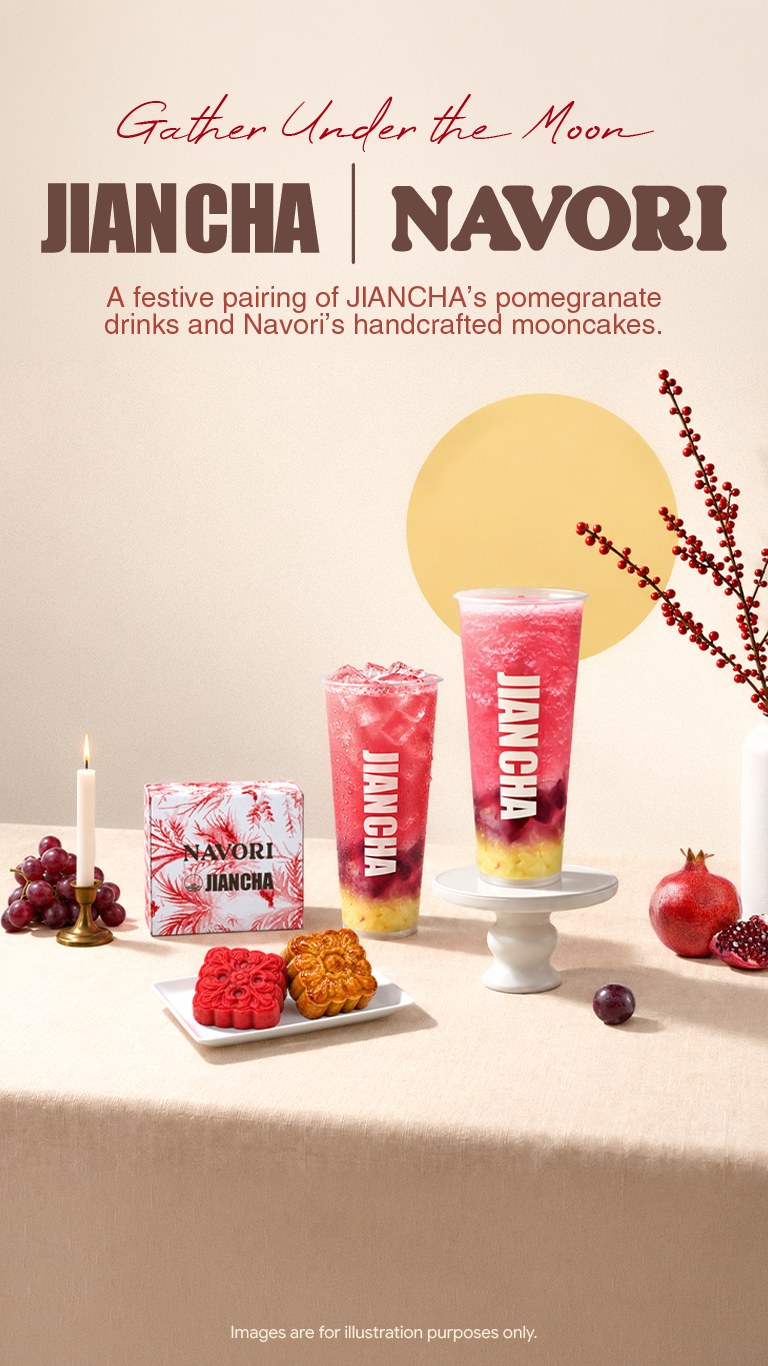 Gather Under the Moon
JIANCHA | NAVORI
A festive pairing of JIANCHA’s pomegranate
drinks and Navori’s handcrafted mooncakes.
JIANCHA
JIANCHA
NAVORI
JIANCHA
Images are for illustration purposes only.